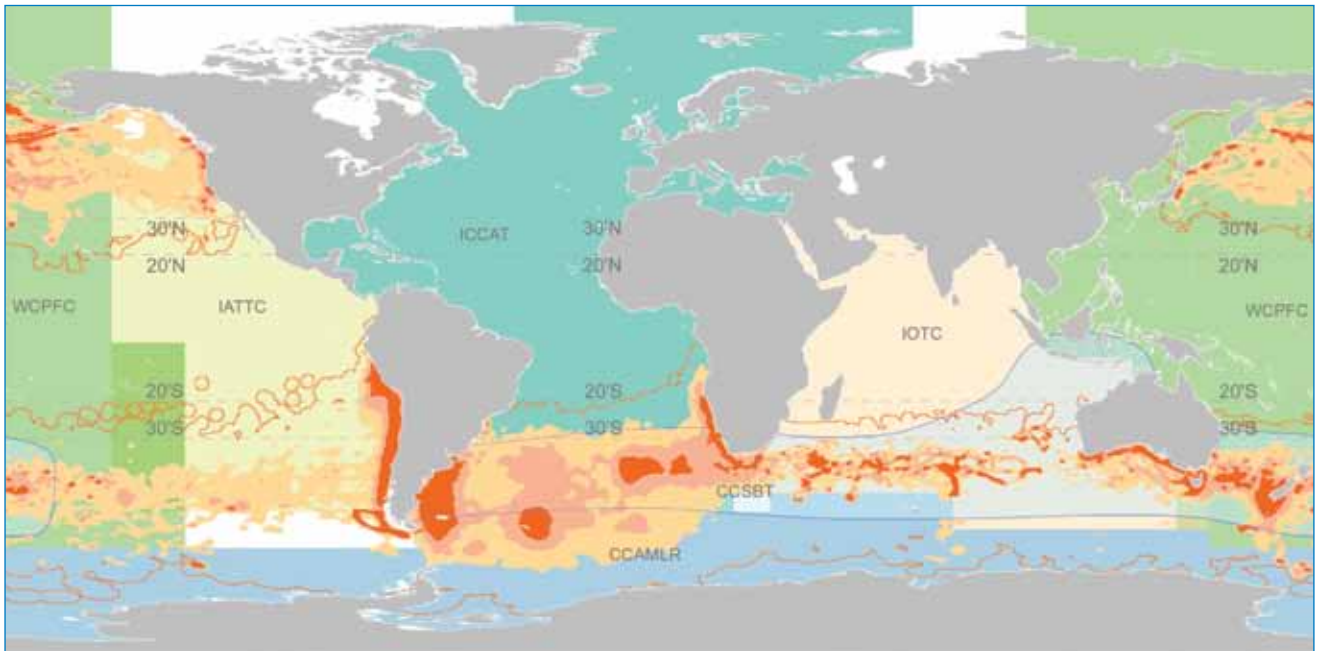 30'N
ICCAT
30'N
30'N
20'N
20'N
20'N
WCPFC
IATTC
IOTC
WCPFC
20'S
20'S
20'S
30'S
30'S
30'S
CCSBT
CCAMLR